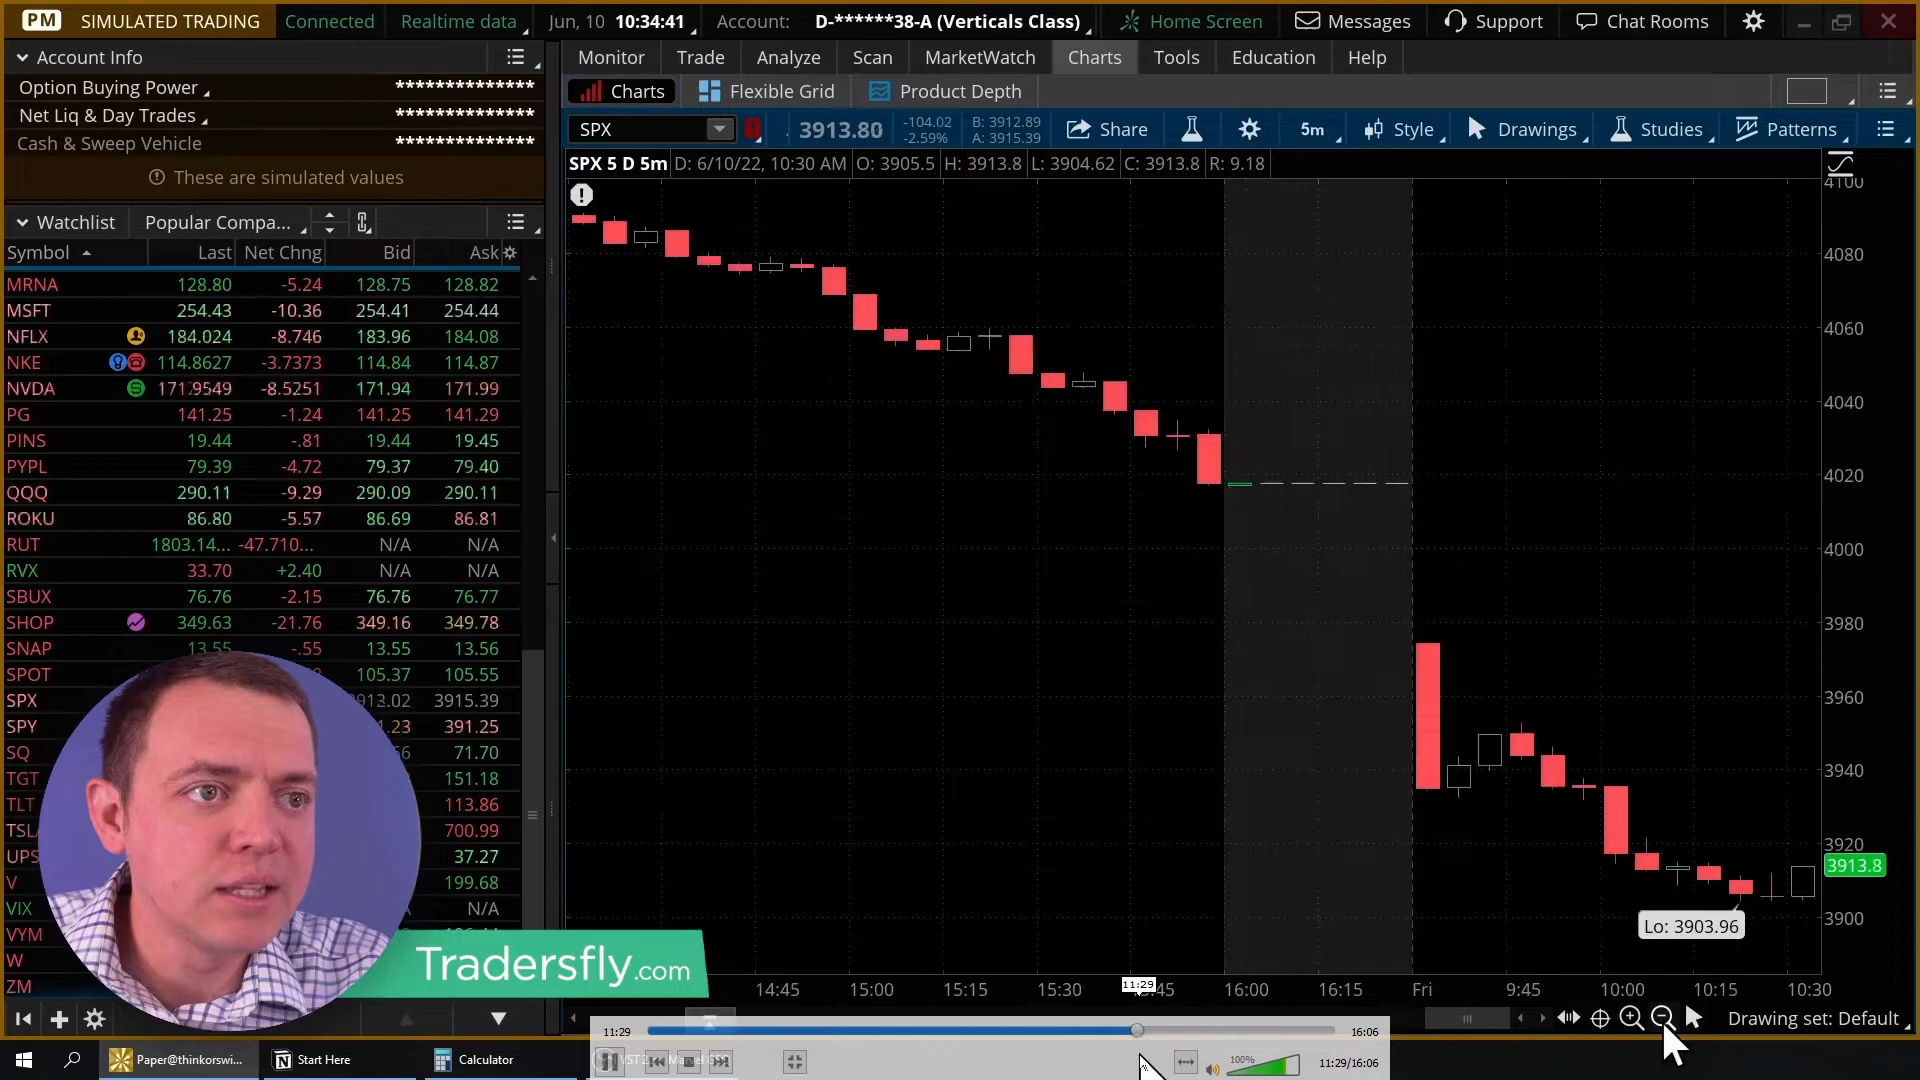 PM SIMULATED TRADING Connected Realtime data Jun, 10 10:34:41 Account: D-******38-A (Verticals Class) Home Screen Messages Support Chat Rooms
Account Info
Option Buying Power **************
Net Liq & Day Trades **************
Cash & Sweep Vehicle **************
These are simulated values
Watchlist Popular Compa...
Symbol Last Net Chng Bid Ask
MRNA 128.80 -5.24 128.75 128.82
MSFT 254.43 -10.36 254.41 254.44
NFLX 184.024 -8.746 183.96 184.08
NKE 114.8627 -3.7373 114.84 114.87
NVDA 171.9549 -8.5251 171.94 171.99
PG 141.25 -1.24 141.25 141.29
PINS 19.44 -.81 19.44 19.45
PYPL 79.39 -4.72 79.37 79.40
QQQ 290.11 -9.29 290.09 290.11
ROKU 86.80 -5.57 86.69 86.81
RUT 1803.14... -47.710... N/A N/A
RVX 33.70 +2.40 N/A N/A
SBUX 76.76 -2.15 76.76 76.77
SHOP 349.63 -21.76 349.16 349.78
SNAP 13.55 -.55 13.55 13.56
SPOT 105.37 105.55
SPX 3915.39
SPY 391.25
SQ 71.70
TGT 151.18
TLT 113.86
700.99
UPS 37.27
V 199.68
VIX N/A
VYM
W
ZM
Tradersfly.com
Monitor Trade Analyze Scan MarketWatch Charts Tools Education Help
Charts Flexible Grid Product Depth
SPX 3913.80 -104.02 -2.59% B: 3912.89 A: 3915.39 Share 5m Style Drawings Studies Patterns
SPX 5 D 5m D: 6/10/22, 10:30 AM O: 3905.5 H: 3913.8 L: 3904.62 C: 3913.8 R: 9.18
4100
4080
4060
4040
4020
4000
3980
3960
3940
3920
3913.8
3900
Lo: 3903.96
14:45 15:00 15:15 15:30 11:29 16:00 16:15 Fri 9:45 10:00 10:15 10:30
Drawing set: Default
11:29 16:06
100%
11:29/16:06
Paper@thinkorswi... Start Here Calculator